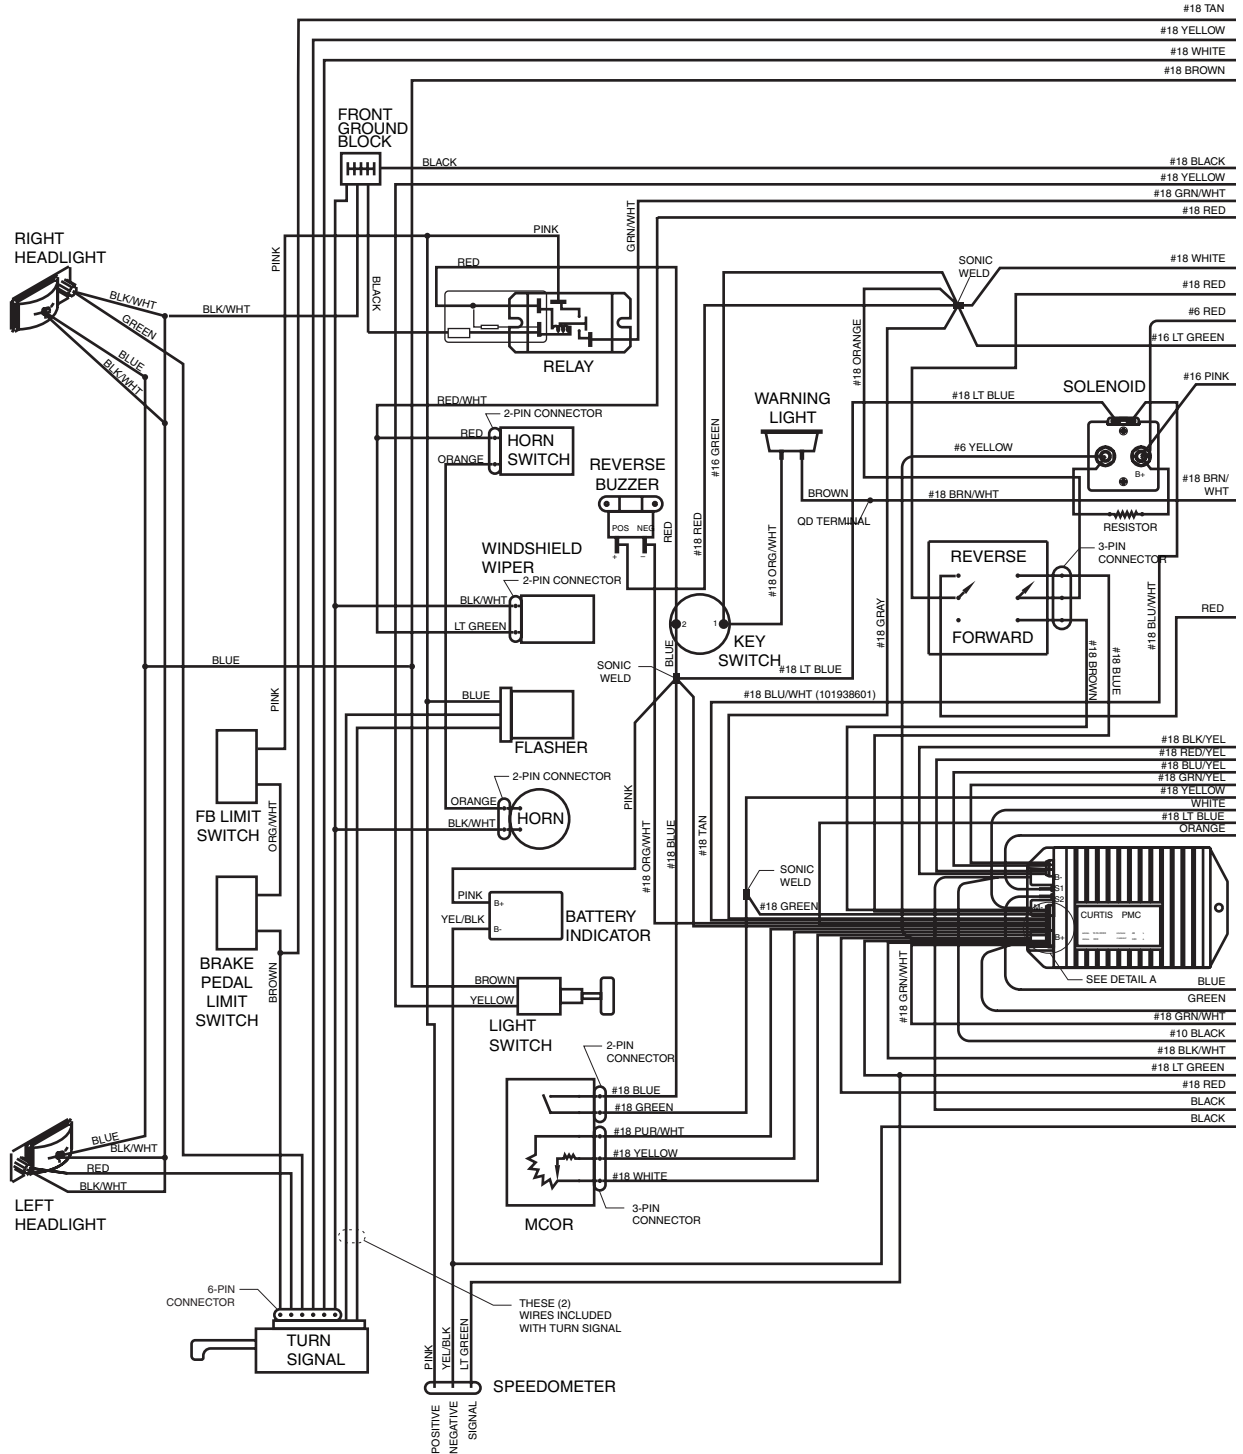 #18 TAN
#18 YELLOW
#18 WHITE
#18 BROWN
FRONT
GROUND
BLOCK
BLACK
#18 BLACK
#18 YELLOW
#18 GRN/WHT
#18 RED
RIGHT
HEADLIGHT
PINK
PINK
GRN/WHT
RED
SONIC
WELD
#18 WHITE
#18 RED
BLK/WHT
BLK/WHT
BLACK
GREEN
#6 RED
#16 LT GREEN
BLUE
BLK/WHT
RELAY
#18 ORANGE
#16 PINK
SOLENOID
RED/WHT
2-PIN CONNECTOR
WARNING
LIGHT
#18 LT BLUE
RED
HORN
SWITCH
ORANGE
#16 GREEN
#6 YELLOW
B+
REVERSE
BUZZER
BROWN
#18 BRN/WHT
#18 BRN/
WHT
QD TERMINAL
RESISTOR
POS
NEG
+
–
RED
#18 RED
#18 ORG/WHT
WINDSHIELD
WIPER
2-PIN CONNECTOR
REVERSE
3-PIN
CONNECTOR
BLK/WHT
LT GREEN
2
1
KEY
SWITCH
#18 GRAY
FORWARD
#18 BLU/WHT
RED
BLUE
BLUE
SONIC
WELD
#18 LT BLUE
#18 BROWN
#18 BLUE
PINK
BLUE
#18 BLU/WHT (101938601)
FLASHER
#18 BLK/YEL
#18 RED/YEL
#18 BLU/YEL
#18 GRN/YEL
#18 YELLOW
WHITE
#18 LT BLUE
ORANGE
FB LIMIT
SWITCH
ORG/WHT
2-PIN CONNECTOR
ORANGE
BLK/WHT
HORN
PINK
#18 ORG/WHT
#18 BLUE
#18 TAN
SONIC
WELD
#18 GREEN
B-
S1
S2
M-
CURTIS PMC
B+
PINK
B+
YEL/BLK
B-
BATTERY
INDICATOR
BRAKE
PEDAL
LIMIT
SWITCH
BROWN
BROWN
YELLOW
LIGHT
SWITCH
#18 GRN/WHT
SEE DETAIL A
BLUE
GREEN
#18 GRN/WHT
#10 BLACK
#18 BLK/WHT
#18 LT GREEN
#18 RED
BLACK
BLACK
2-PIN
CONNECTOR
#18 BLUE
#18 GREEN
#18 PUR/WHT
#18 YELLOW
#18 WHITE
MCOR
3-PIN
CONNECTOR
BLUE
BLK/WHT
RED
BLK/WHT
LEFT
HEADLIGHT
6-PIN
CONNECTOR
TURN
SIGNAL
THESE (2)
WIRES INCLUDED
WITH TURN SIGNAL
PINK
YEL/BLK
LT GREEN
SPEEDOMETER
POSITIVE
NEGATIVE
SIGNAL